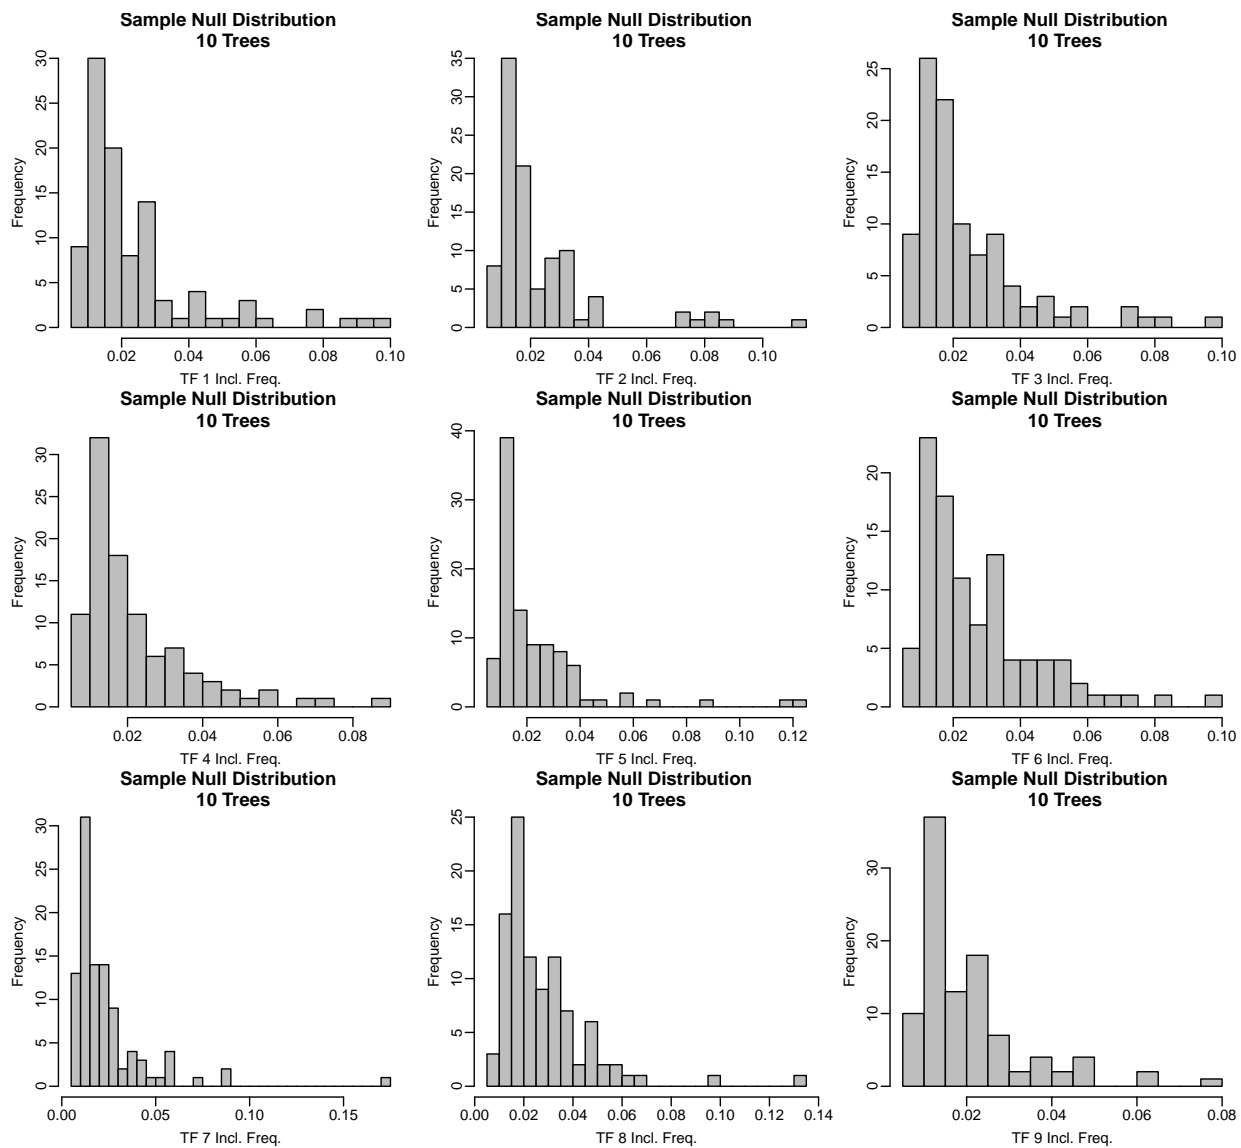 Sample Null Distribution
10 Trees
Frequency
0 5 10 15 20 25 30
0.02 0.04 0.06 0.08 0.10
TF 1 Incl. Freq.
Sample Null Distribution
10 Trees
Frequency
0 5 10 15 20 25 30 35
0.02 0.04 0.06 0.08 0.10
TF 2 Incl. Freq.
Sample Null Distribution
10 Trees
Frequency
0 5 10 15 20 25
0.02 0.04 0.06 0.08 0.10
TF 3 Incl. Freq.
Sample Null Distribution
10 Trees
Frequency
0 5 10 15 20 25 30
0.02 0.04 0.06 0.08
TF 4 Incl. Freq.
Sample Null Distribution
10 Trees
Frequency
0 10 20 30 40
0.02 0.04 0.06 0.08 0.10 0.12
TF 5 Incl. Freq.
Sample Null Distribution
10 Trees
Frequency
0 5 10 15 20
0.02 0.04 0.06 0.08 0.10
TF 6 Incl. Freq.
Sample Null Distribution
10 Trees
Frequency
0 5 10 15 20 25 30
0.00 0.05 0.10 0.15
TF 7 Incl. Freq.
Sample Null Distribution
10 Trees
Frequency
0 5 10 15 20 25
0.00 0.02 0.04 0.06 0.08 0.10 0.12 0.14
TF 8 Incl. Freq.
Sample Null Distribution
10 Trees
Frequency
0 10 20 30
0.02 0.04 0.06 0.08
TF 9 Incl. Freq.